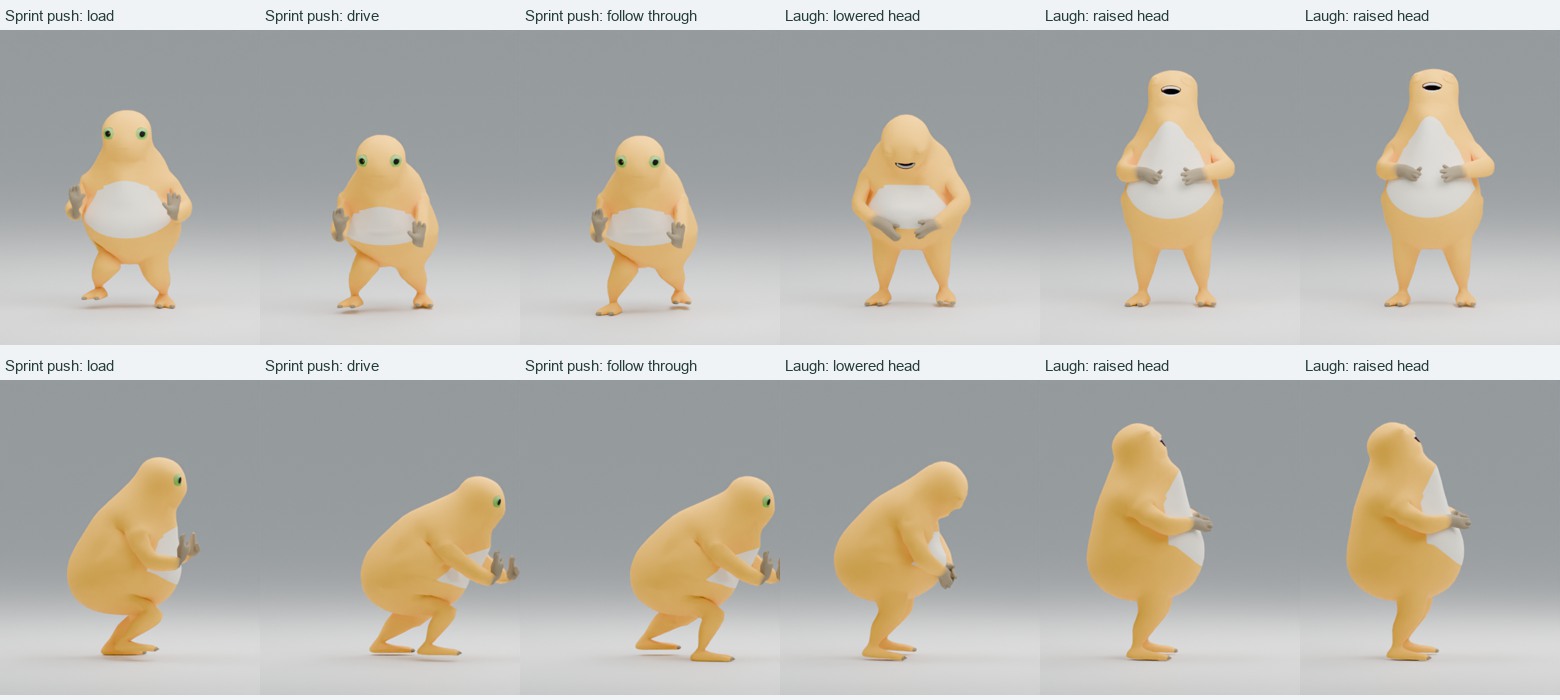 Sprint push: load
Sprint push: drive
Sprint push: follow through
Laugh: lowered head
Laugh: raised head
Laugh: raised head
Sprint push: load
Sprint push: drive
Sprint push: follow through
Laugh: lowered head
Laugh: raised head
Laugh: raised head